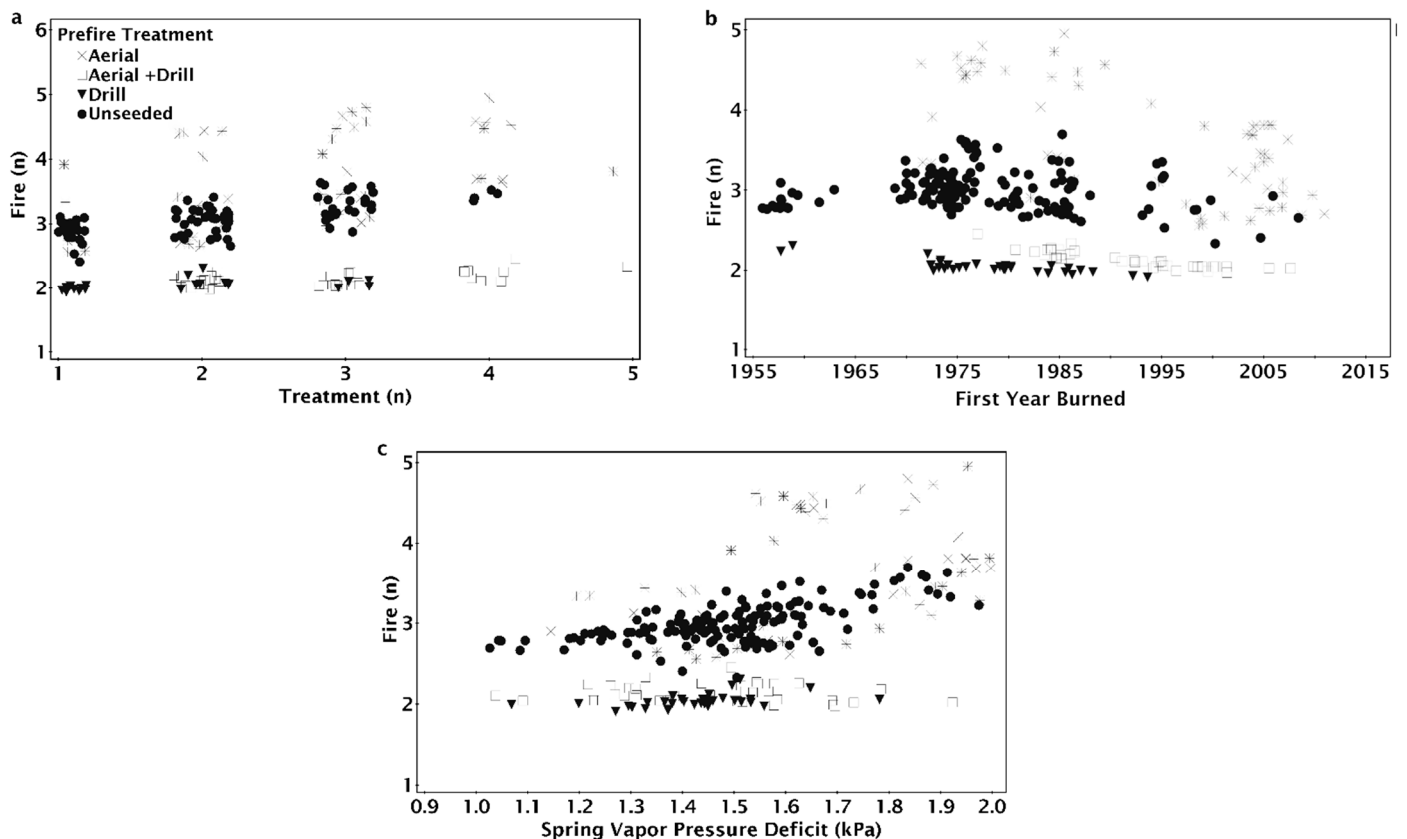 a
Prefire Treatment
Aerial
Aerial +Drill
Drill
Unseeded
6
5
4
3
2
1
Fire (n)
1 2 3 4 5
Treatment (n)
b
5
4
3
2
1
Fire (n)
1955 1965 1975 1985 1995 2005 2015
First Year Burned
c
5
4
3
2
1
Fire (n)
0.9 1.0 1.1 1.2 1.3 1.4 1.5 1.6 1.7 1.8 1.9 2.0
Spring Vapor Pressure Deficit (kPa)